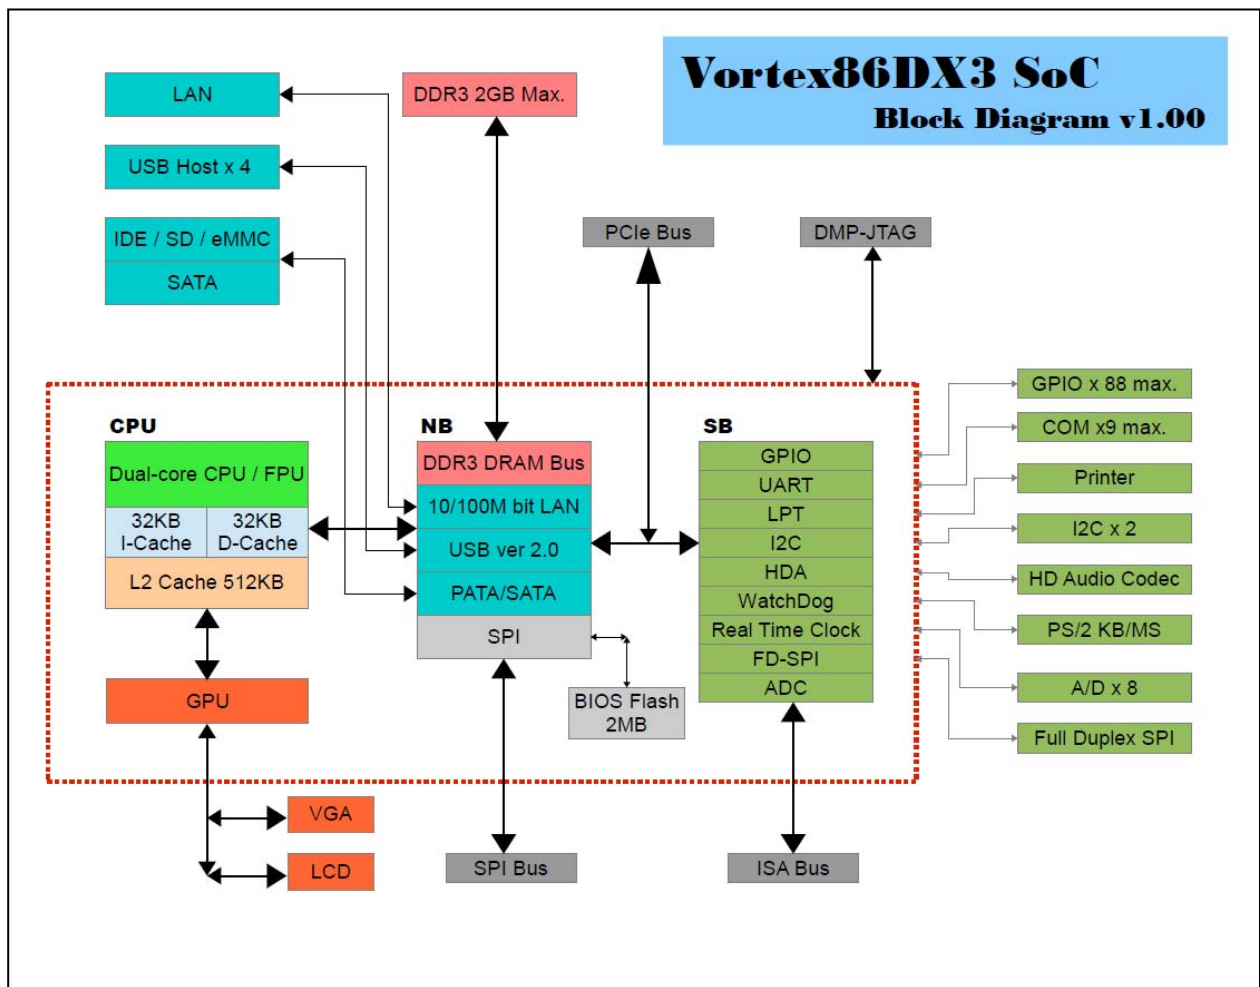 Vortex86DX3 SoC
Block Diagram v1.00
LAN
DDR3 2GB Max.
USB Host x 4
IDE / SD / eMMC
SATA
PCIe Bus
DMP-JTAG
CPU
Dual-core CPU / FPU
32KB
I-Cache
32KB
D-Cache
L2 Cache 512KB
GPU
NB
DDR3 DRAM Bus
10/100M bit LAN
USB ver 2.0
PATA/SATA
SPI
BIOS Flash
2MB
SB
GPIO
UART
LPT
I2C
HDA
WatchDog
Real Time Clock
FD-SPI
ADC
GPIO x 88 max.
COM x9 max.
Printer
I2C x 2
HD Audio Codec
PS/2 KB/MS
A/D x 8
Full Duplex SPI
VGA
LCD
SPI Bus
ISA Bus